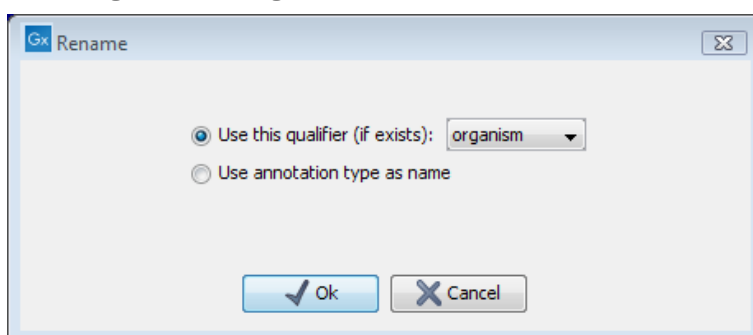 Gx Rename
Use this qualifier (if exists): organism
Use annotation type as name
Ok Cancel